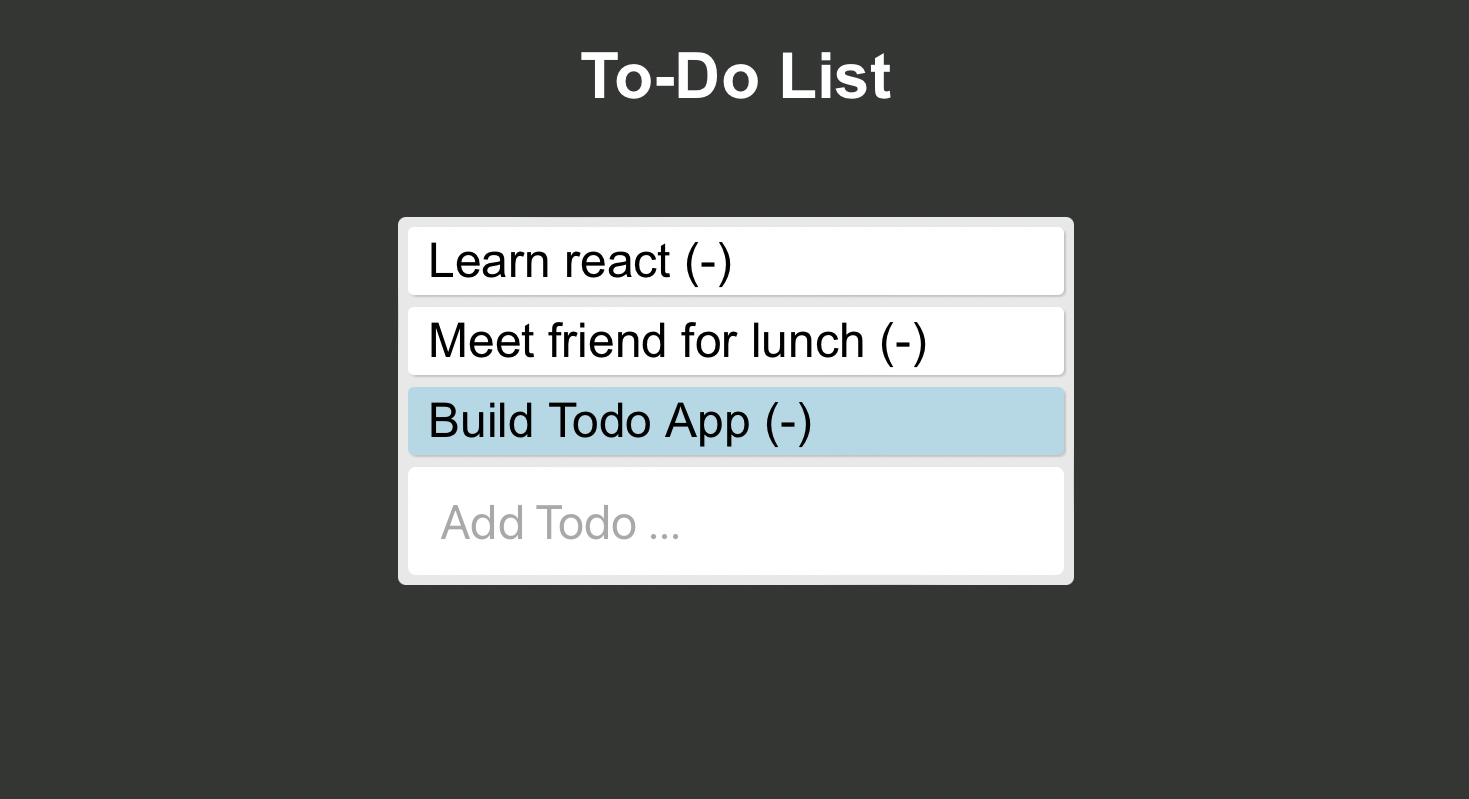 To-Do List
Learn react (-)
Meet friend for lunch (-)
Build Todo App (-)
Add Todo ...